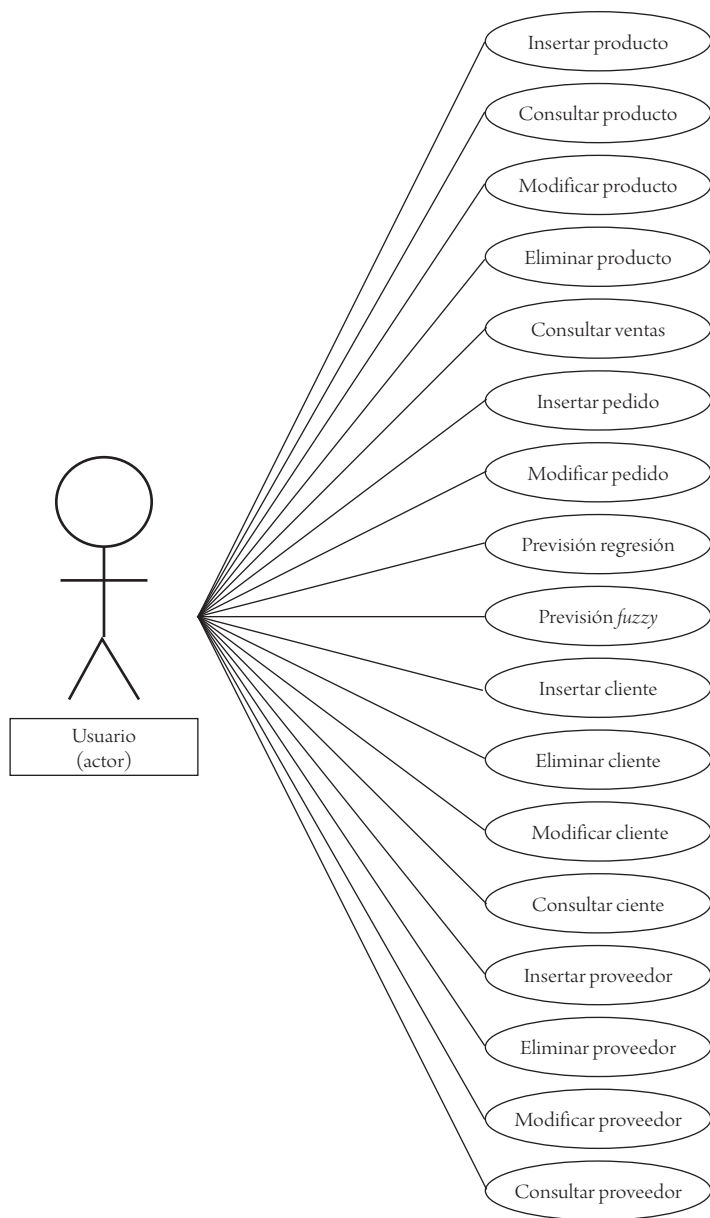 Insertar producto
Consultar producto
Modificar producto
Eliminar producto
Consultar ventas
Insertar pedido
Modificar pedido
Previsión regresión
Previsión fuzzy
Insertar cliente
Eliminar cliente
Modificar cliente
Consultar ciente
Insertar proveedor
Eliminar proveedor
Modificar proveedor
Consultar proveedor
Usuario
(actor)